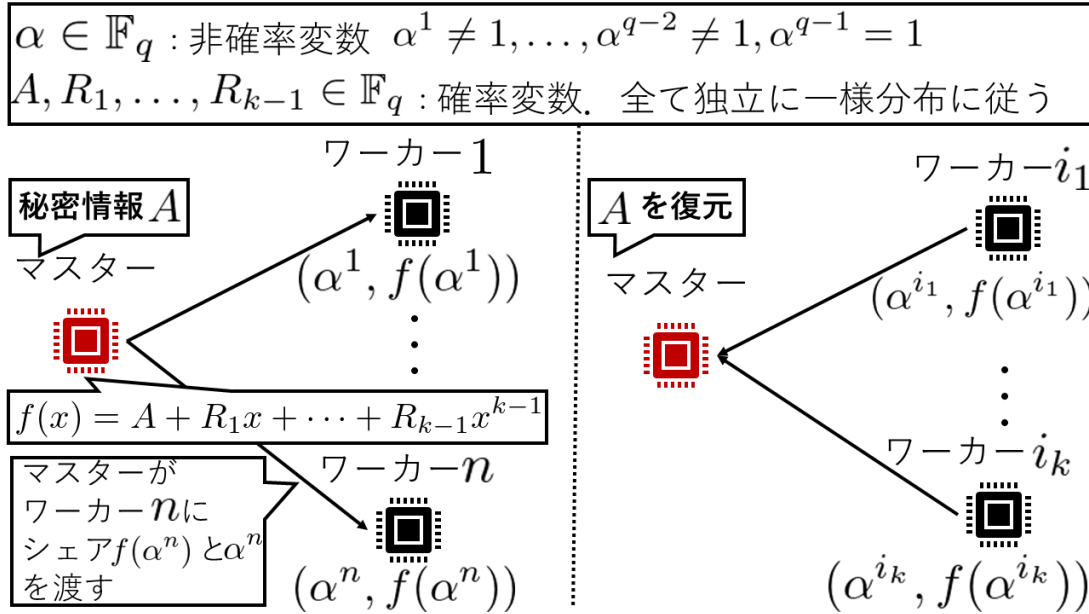 α ∈ 𝔽_q : 非確率変数 α^1 ≠ 1, . . . , α^{q−2} ≠ 1, α^{q−1} = 1
A, R_1, . . . , R_{k−1} ∈ 𝔽_q : 確率変数．全て独立に一様分布に従う
ワーカー1
秘密情報A
マスター
(α^1, f(α^1))
f(x) = A + R_1x + · · · + R_{k−1}x^{k−1}
ワーカーn
マスターが
ワーカーnに
シェアf(α^n)とα^n
を渡す
(α^n, f(α^n))
ワーカーi_1
Aを復元
マスター
(α^{i_1}, f(α^{i_1}))
ワーカーi_k
(α^{i_k}, f(α^{i_k}))